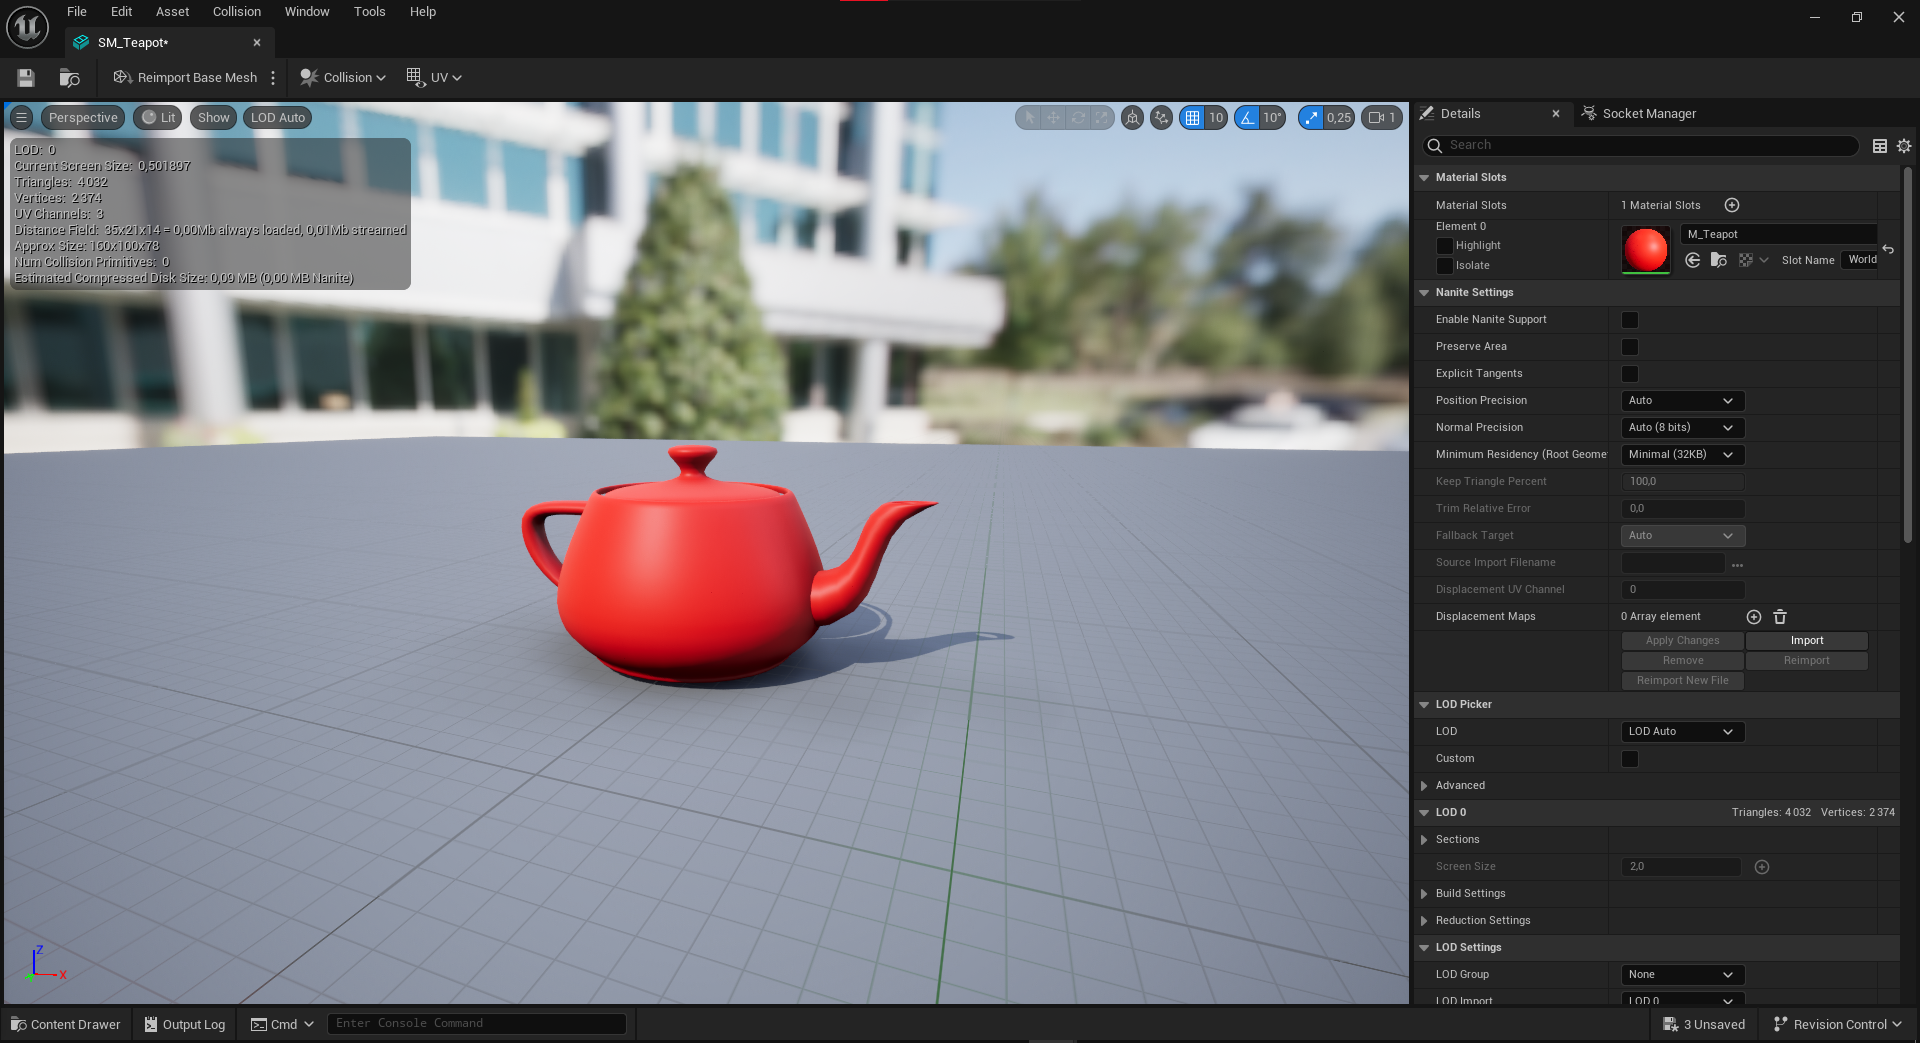 File Edit Asset Collision Window Tools Help
SM_Teapot*
Reimport Base Mesh Collision UV
Perspective Lit Show LOD Auto 10 10° 0,25 1
LOD: 0
Current Screen Size: 0,501897
Triangles: 4 032
Vertices: 2 374
UV Channels: 3
Distance Field: 35x21x14 = 0,00Mb always loaded, 0,01Mb streamed
Approx Size: 160x100x78
Num Collision Primitives: 0
Estimated Compressed Disk Size: 0,09 MB (0,00 MB Nanite)
Z
X
Details Socket Manager
Search
Material Slots
Material Slots 1 Material Slots
Element 0
Highlight
Isolate
M_Teapot
Slot Name World
Nanite Settings
Enable Nanite Support
Preserve Area
Explicit Tangents
Position Precision Auto
Normal Precision Auto (8 bits)
Minimum Residency (Root Geome Minimal (32KB)
Keep Triangle Percent 100,0
Trim Relative Error 0,0
Fallback Target Auto
Source Import Filename ...
Displacement UV Channel 0
Displacement Maps 0 Array element
Apply Changes Import
Remove Reimport
Reimport New File
LOD Picker
LOD LOD Auto
Custom
Advanced
LOD 0 Triangles: 4 032 Vertices: 2 374
Sections
Screen Size 2,0
Build Settings
Reduction Settings
LOD Settings
LOD Group None
LOD Import LOD 0
Content Drawer Output Log Cmd Enter Console Command 3 Unsaved Revision Control